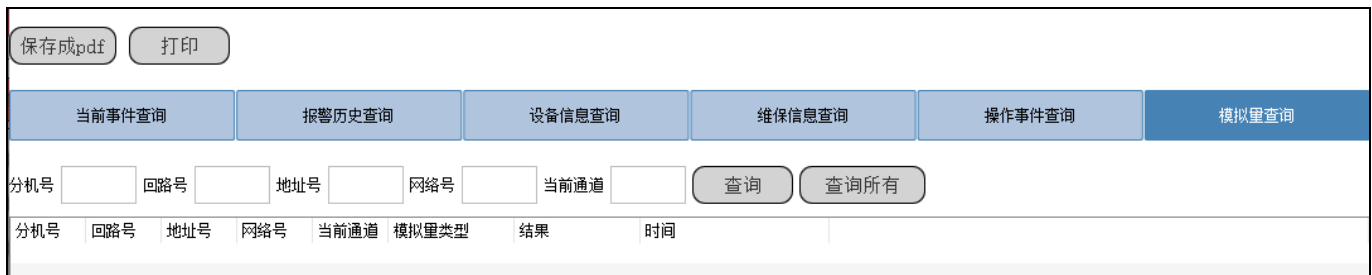 保存成pdf 打印
当前事件查询 报警历史查询 设备信息查询 维保信息查询 操作事件查询 模拟量查询
分机号 回路号 地址号 网络号 当前通道 查询 查询所有
分机号 回路号 地址号 网络号 当前通道 模拟量类型 结果 时间